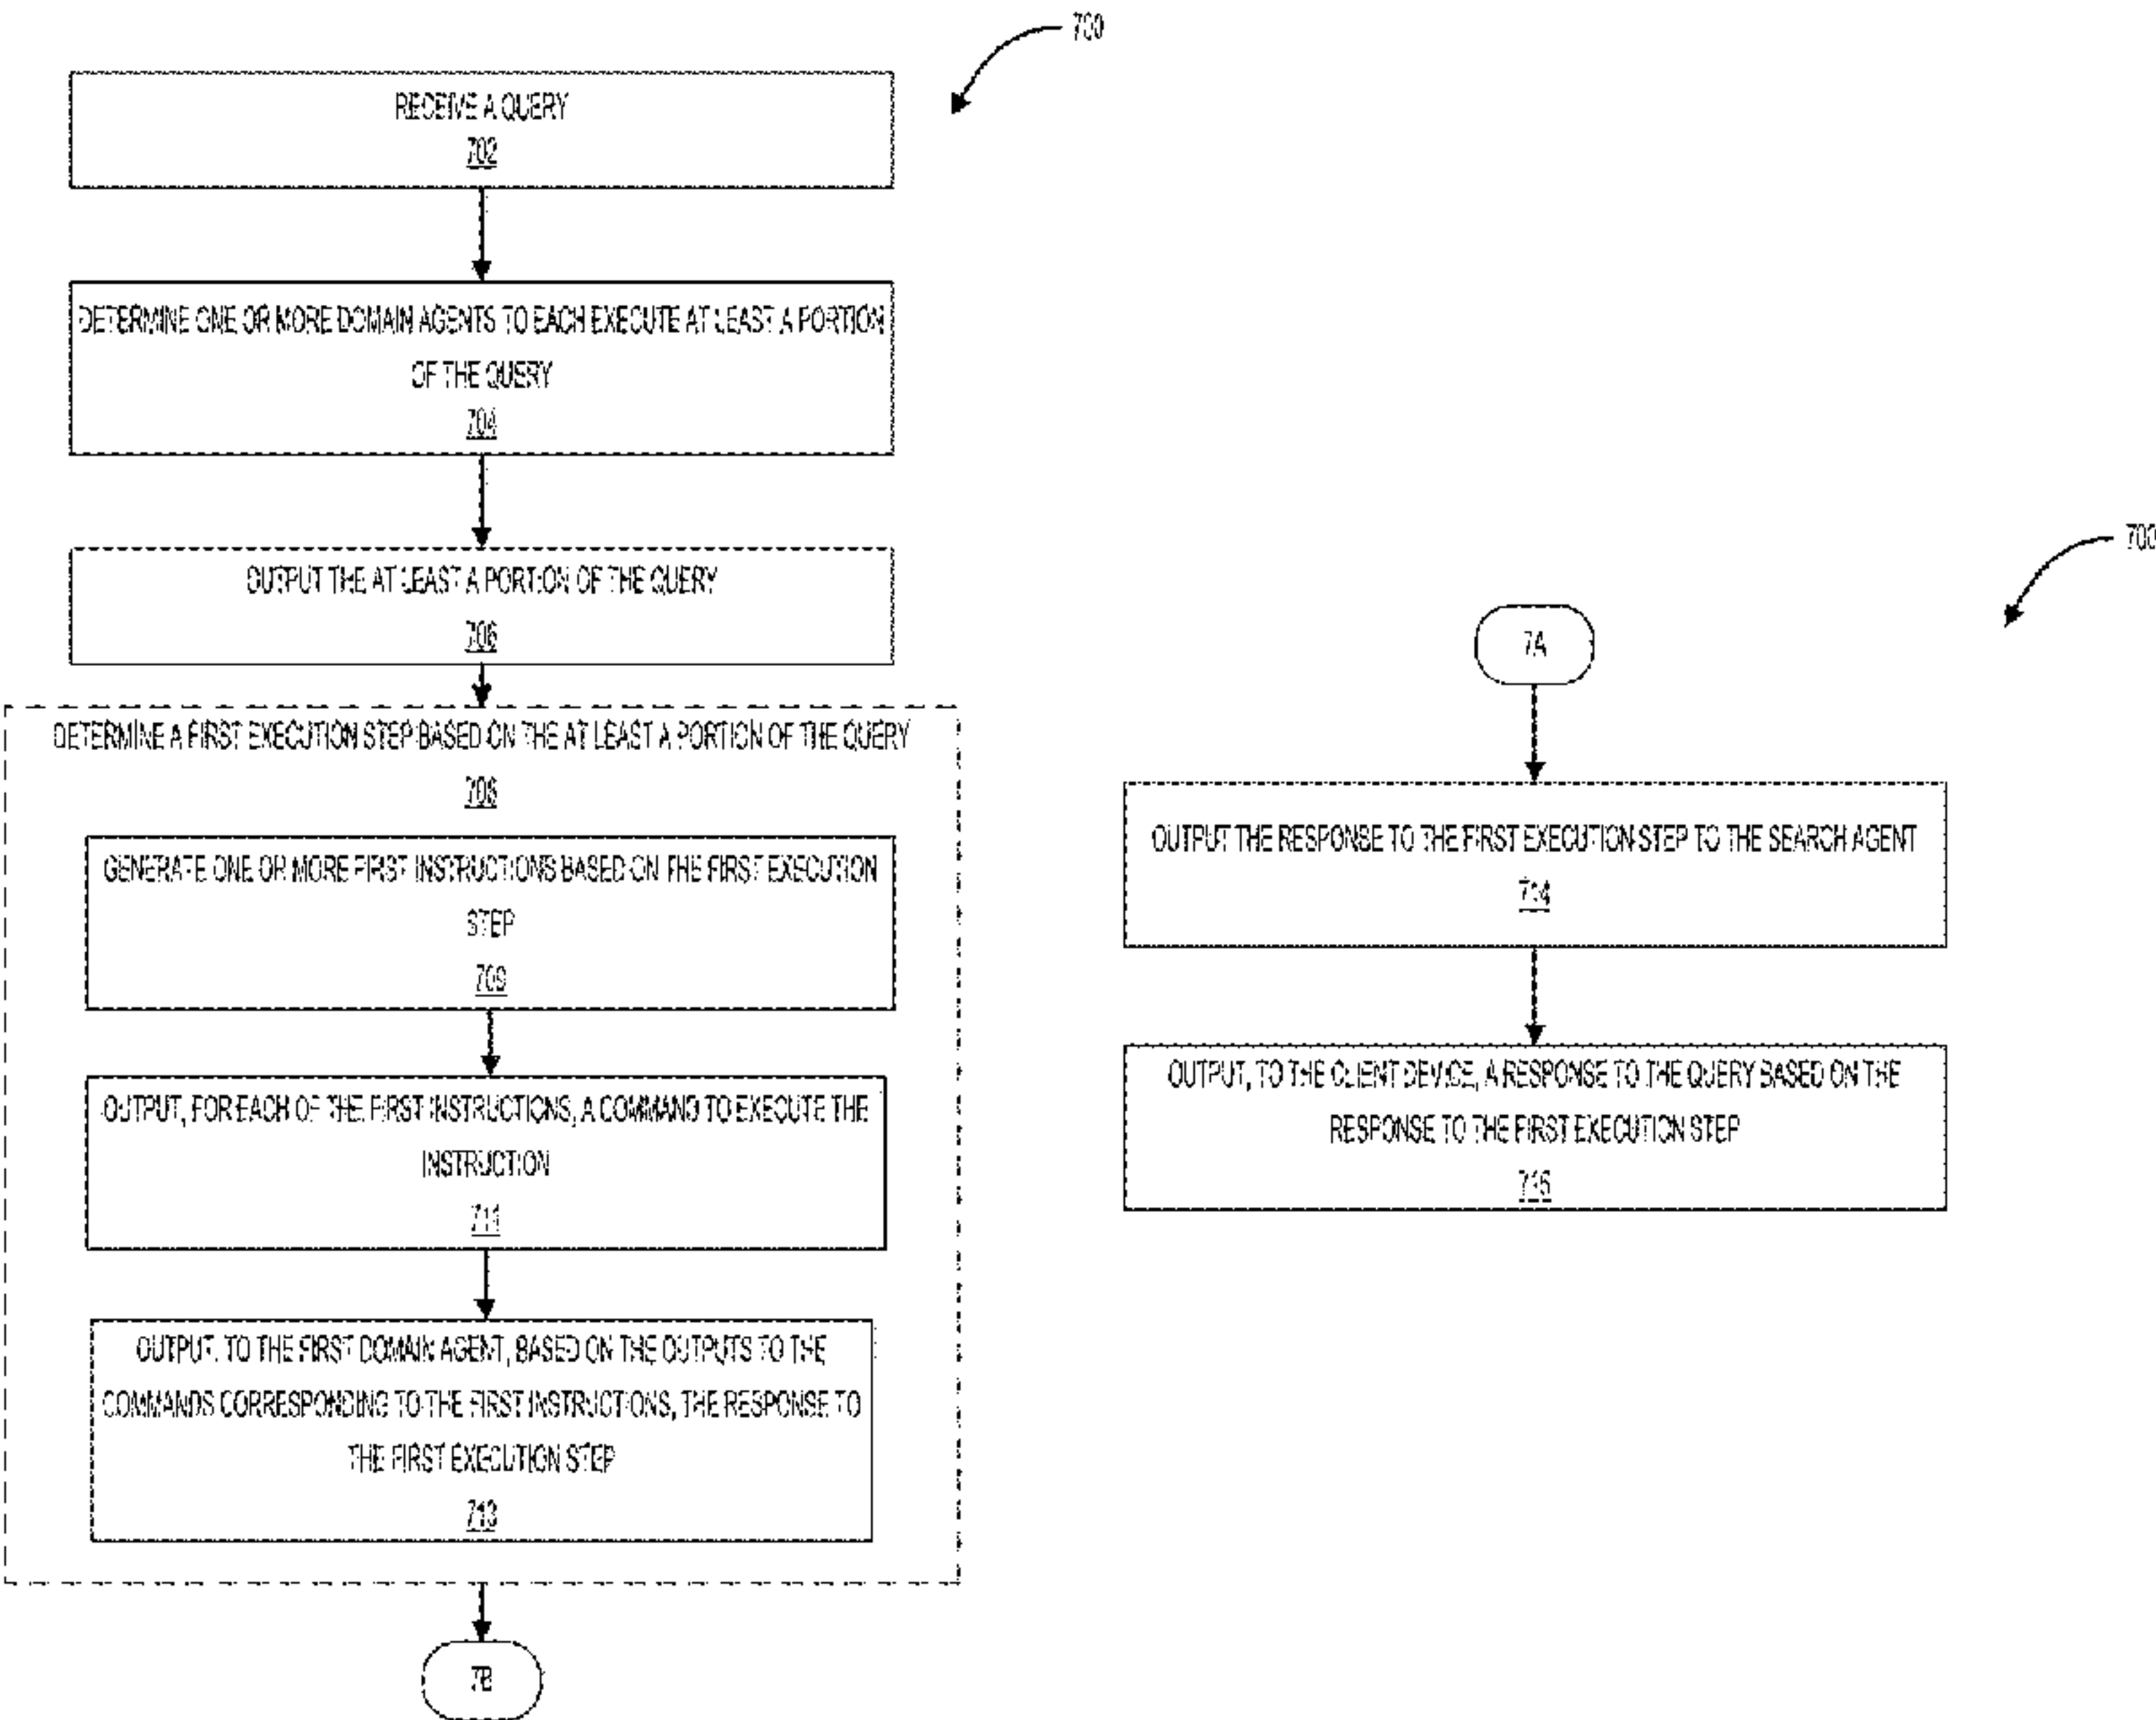 700
RECEIVE A QUERY
702
DETERMINE ONE OR MORE DOMAIN AGENTS TO EACH EXECUTE AT LEAST A PORTION
OF THE QUERY
704
OUTPUT THE AT LEAST A PORTION OF THE QUERY
706
DETERMINE A FIRST EXECUTION STEP BASED ON THE AT LEAST A PORTION OF THE QUERY
708
GENERATE ONE OR MORE FIRST INSTRUCTIONS BASED ON THE FIRST EXECUTION
STEP
709
OUTPUT, FOR EACH OF THE FIRST INSTRUCTIONS, A COMMAND TO EXECUTE THE
INSTRUCTION
711
OUTPUT, TO THE FIRST DOMAIN AGENT, BASED ON THE OUTPUTS TO THE
COMMANDS CORRESPONDING TO THE FIRST INSTRUCTIONS, THE RESPONSE TO
THE FIRST EXECUTION STEP
713
7B
700
7A
OUTPUT THE RESPONSE TO THE FIRST EXECUTION STEP TO THE SEARCH AGENT
714
OUTPUT, TO THE CLIENT DEVICE, A RESPONSE TO THE QUERY BASED ON THE
RESPONSE TO THE FIRST EXECUTION STEP
716